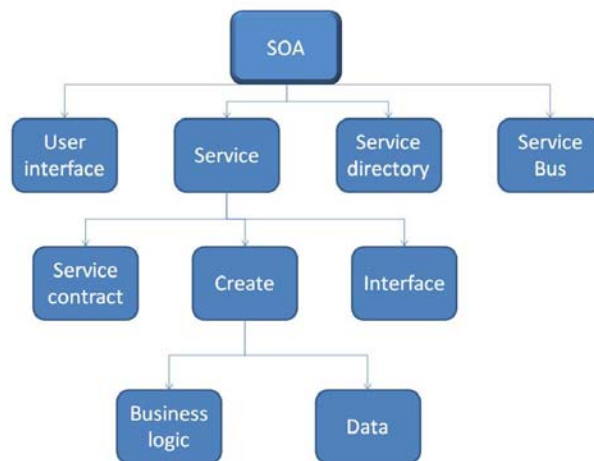 SOA
User
interface
Service
Service
directory
Service
Bus
Service
contract
Create
Interface
Business
logic
Data